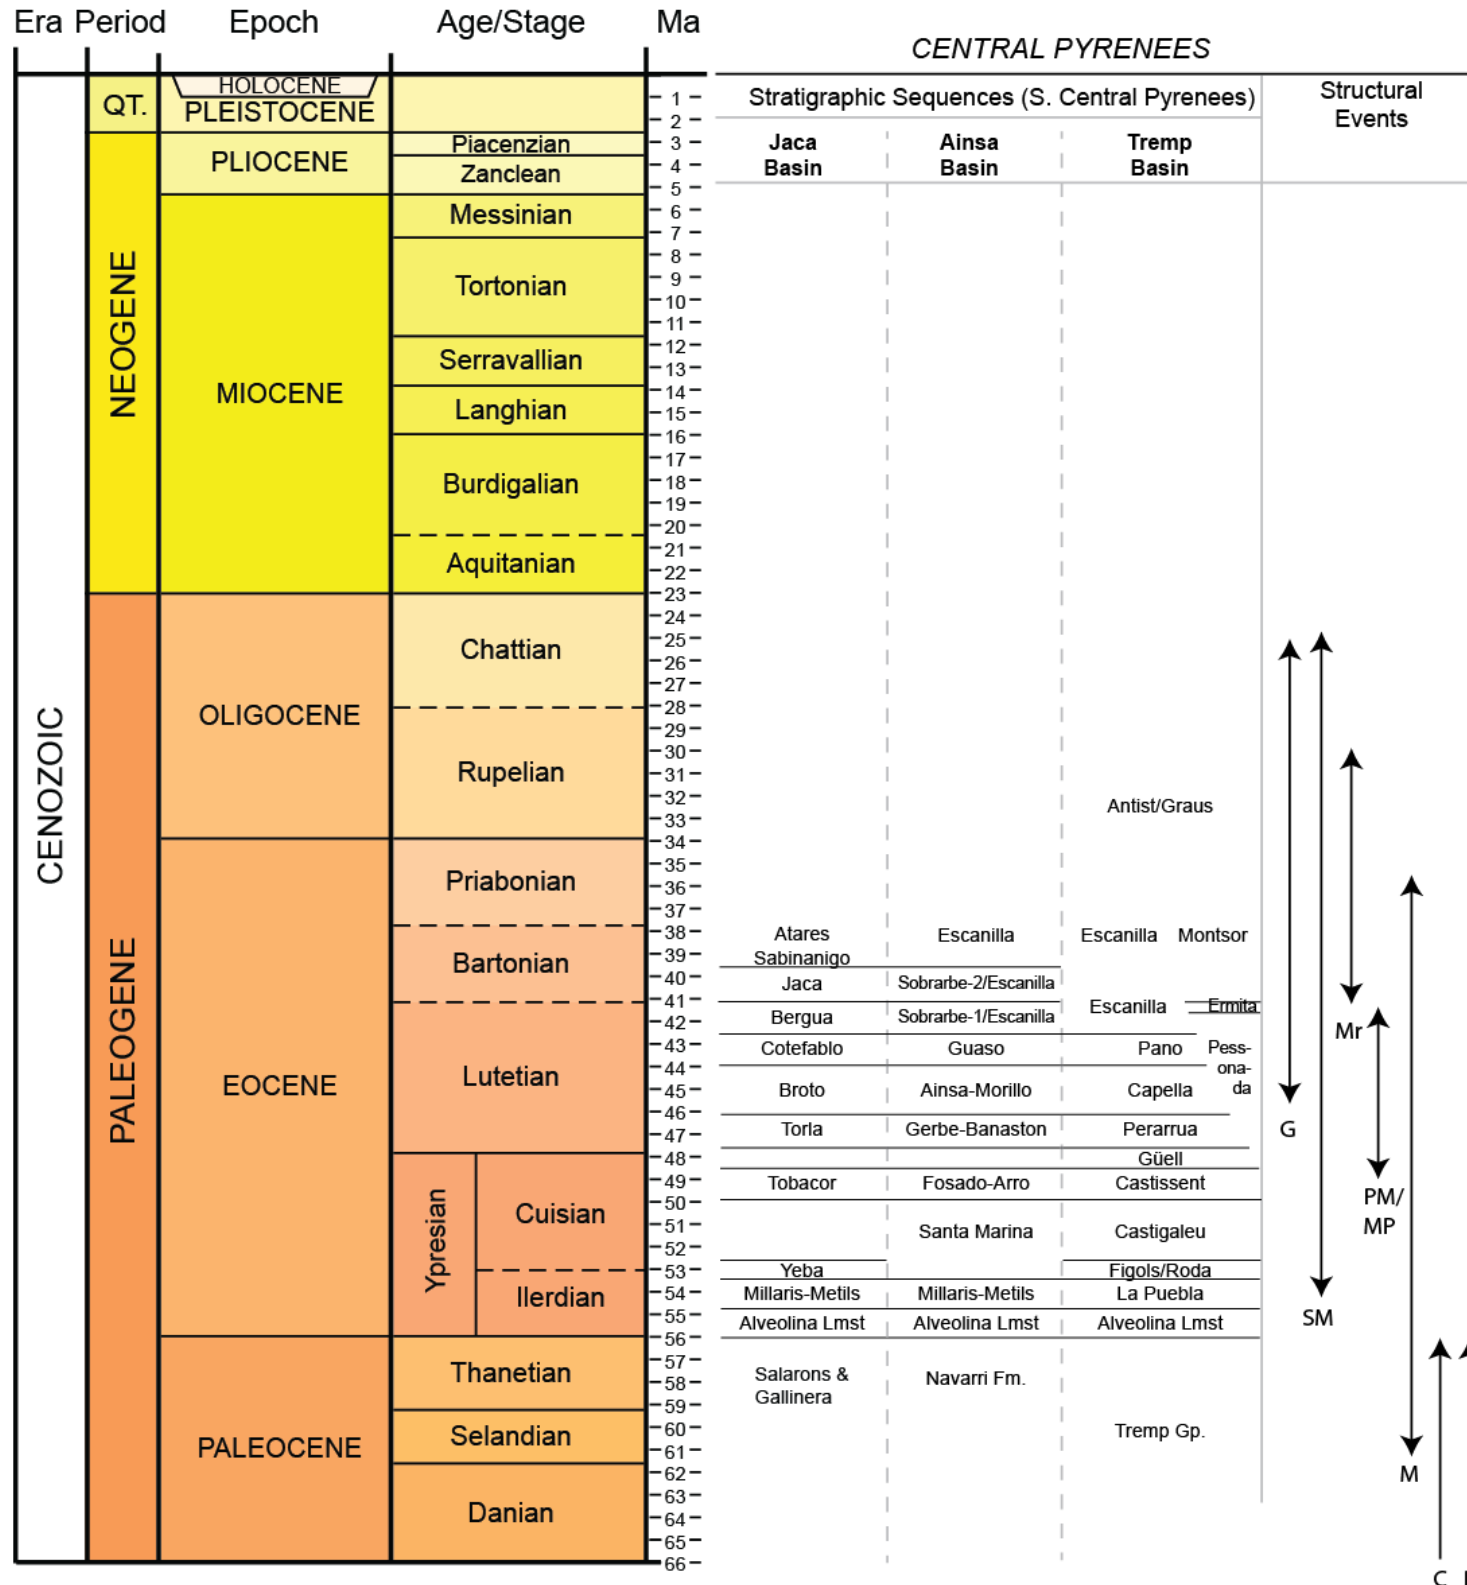 Era Period Epoch Age/Stage Ma
CENTRAL PYRENEES
Stratigraphic Sequences (S. Central Pyrenees)
Structural
Events
Jaca
Basin
Ainsa
Basin
Tremp
Basin
CENOZOIC
QT.
NEOGENE
PALEOGENE
HOLOCENE
PLEISTOCENE
PLIOCENE
MIOCENE
OLIGOCENE
EOCENE
PALEOCENE
Piacenzian
Zanclean
Messinian
Tortonian
Serravallian
Langhian
Burdigalian
Aquitanian
Chattian
Rupelian
Priabonian
Bartonian
Lutetian
Ypresian
Cuisian
Ilerdian
Thanetian
Selandian
Danian
1
2
3
4
5
6
7
8
9
10
11
12
13
14
15
16
17
18
19
20
21
22
23
24
25
26
27
28
29
30
31
32
33
34
35
36
37
38
39
40
41
42
43
44
45
46
47
48
49
50
51
52
53
54
55
56
57
58
59
60
61
62
63
64
65
66
Antist/Graus
Atares
Sabinanigo
Escanilla
Escanilla Montsor
Jaca
Sobrarbe-2/Escanilla
Escanilla
Ermita
Bergua
Sobrarbe-1/Escanilla
Cotefablo
Guaso
Pano
Pess-
ona-
da
Broto
Ainsa-Morillo
Capella
Torla
Gerbe-Banaston
Perarrua
Güell
Tobacor
Fosado-Arro
Castissent
Santa Marina
Castigaleu
Yeba
Figols/Roda
Millaris-Metils
Millaris-Metils
La Puebla
Alveolina Lmst
Alveolina Lmst
Alveolina Lmst
Salarons &
Gallinera
Navarri Fm.
Tremp Gp.
G
SM
Mr
PM/
MP
M
C